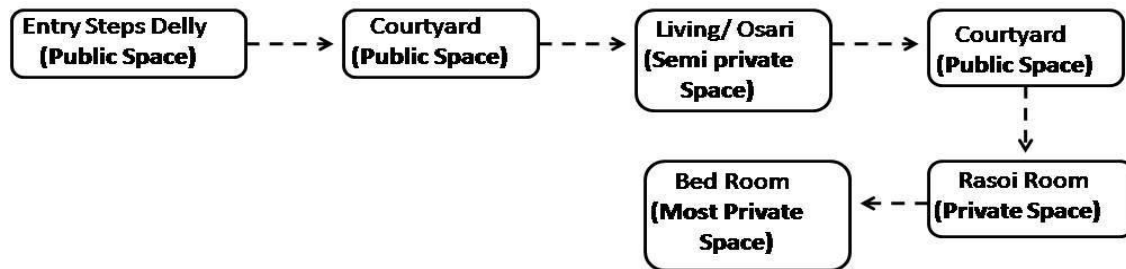 Entry Steps Delly
(Public Space)
Courtyard
(Public Space)
Living/ Osari
(Semi private
Space)
Courtyard
(Public Space)
Bed Room
(Most Private
Space)
Rasoi Room
(Private Space)